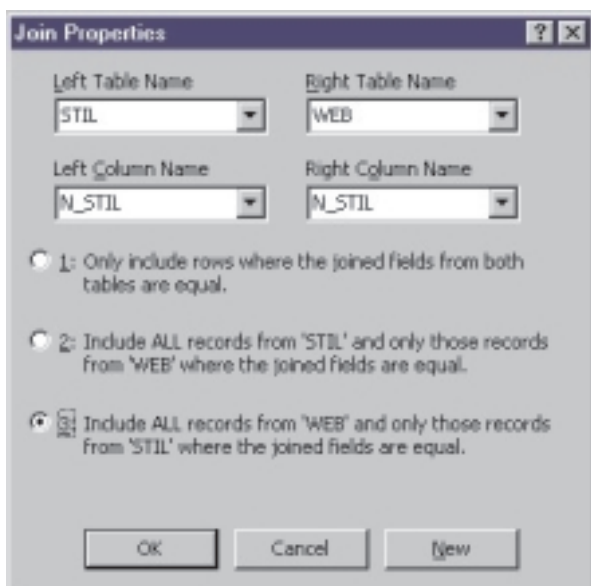 Join Properties
Left Table Name
Right Table Name
STIL
WEB
Left Column Name
Right Column Name
N_STIL
N_STIL
1: Only include rows where the joined fields from both
tables are equal.
2: Include ALL records from 'STIL' and only those records
from 'WEB' where the joined fields are equal.
3: Include ALL records from 'WEB' and only those records
from 'STIL' where the joined fields are equal.
OK
Cancel
New